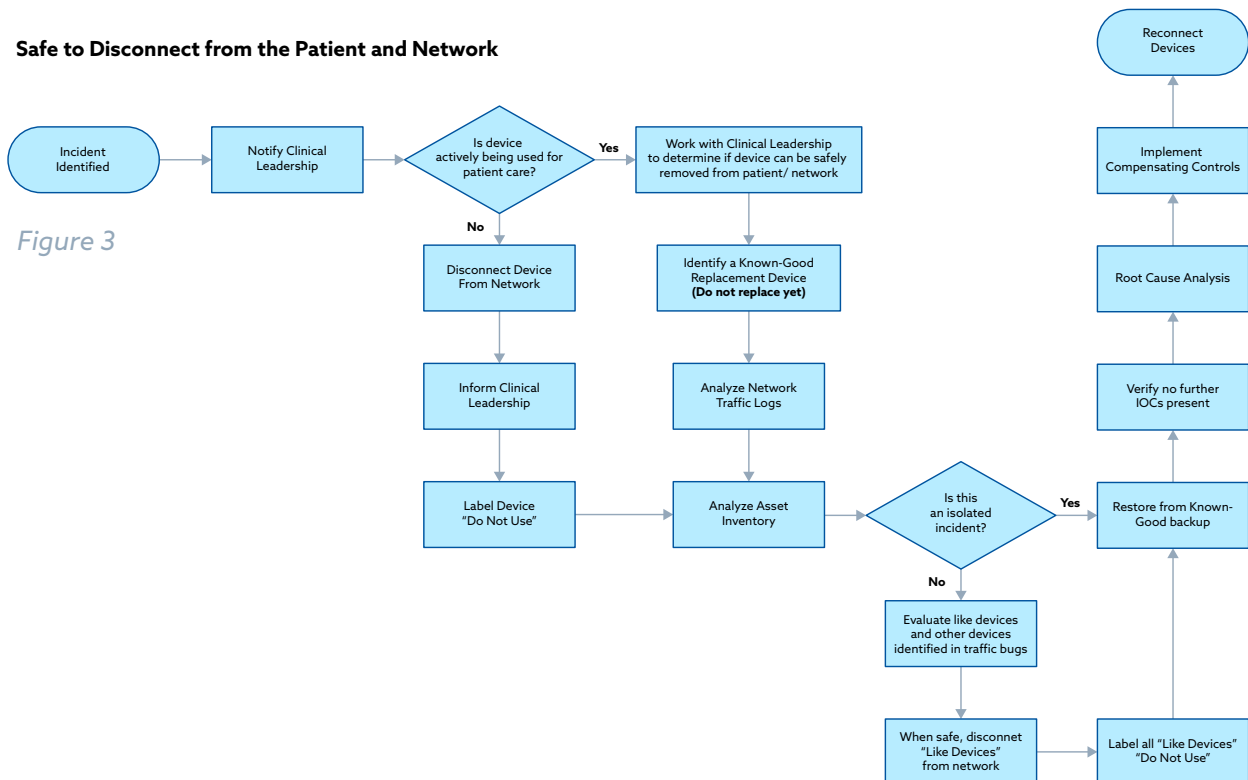 Safe to Disconnect from the Patient and Network
Reconnect
Devices
Incident
Identified
Notify Clinical
Leadership
Is device
actively being used for
patient care?
Yes
Work with Clinical Leadership
to determine if device can be safely
removed from patient/ network
Implement
Compensating Controls
Figure 3
No
Disconnect Device
From Network
Identify a Known-Good
Replacement Device
(Do not replace yet)
Root Cause Analysis
Inform Clinical
Leadership
Analyze Network
Traffic Logs
Verify no further
IOCs present
Label Device
“Do Not Use”
Analyze Asset
Inventory
Is this
an isolated
incident?
Yes
Restore from Known-
Good backup
No
Evaluate like devices
and other devices
identified in traffic bugs
When safe, disconnet
“Like Devices”
from network
Label all “Like Devices”
“Do Not Use”